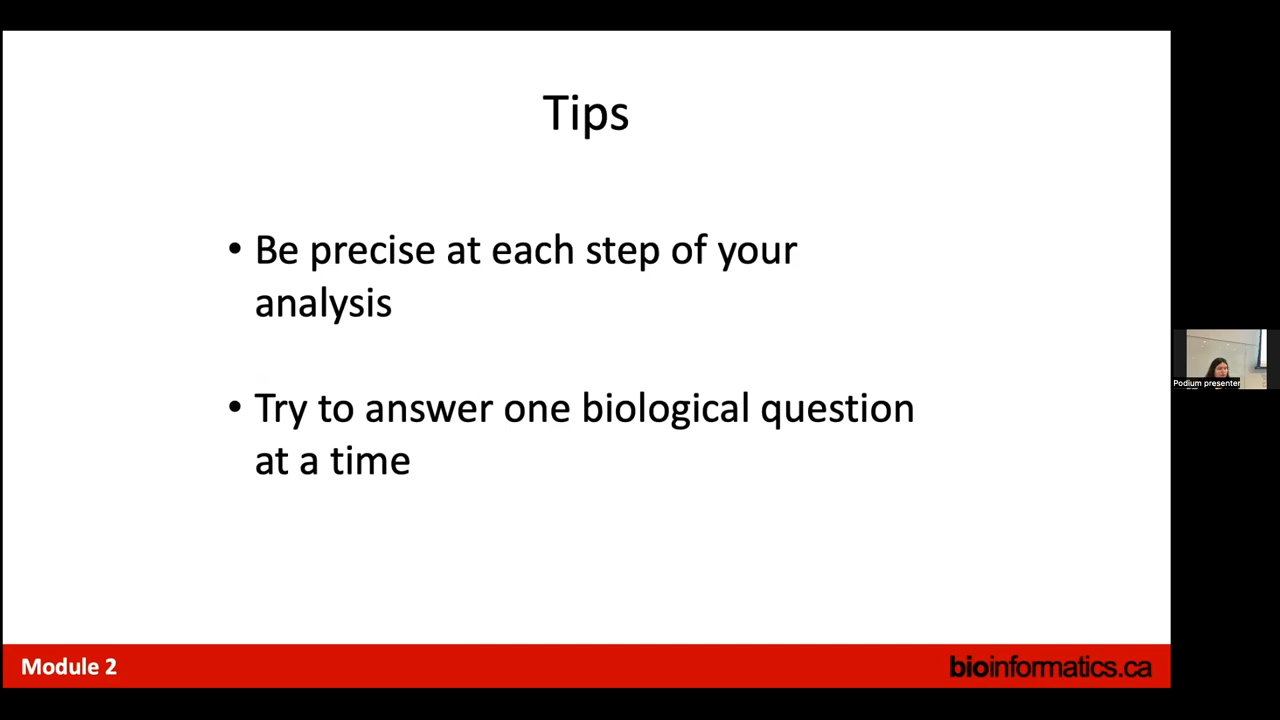 Tips
• Be precise at each step of your
analysis
• Try to answer one biological question
at a time
Podium presenter
Module 2
bioinformatics.ca